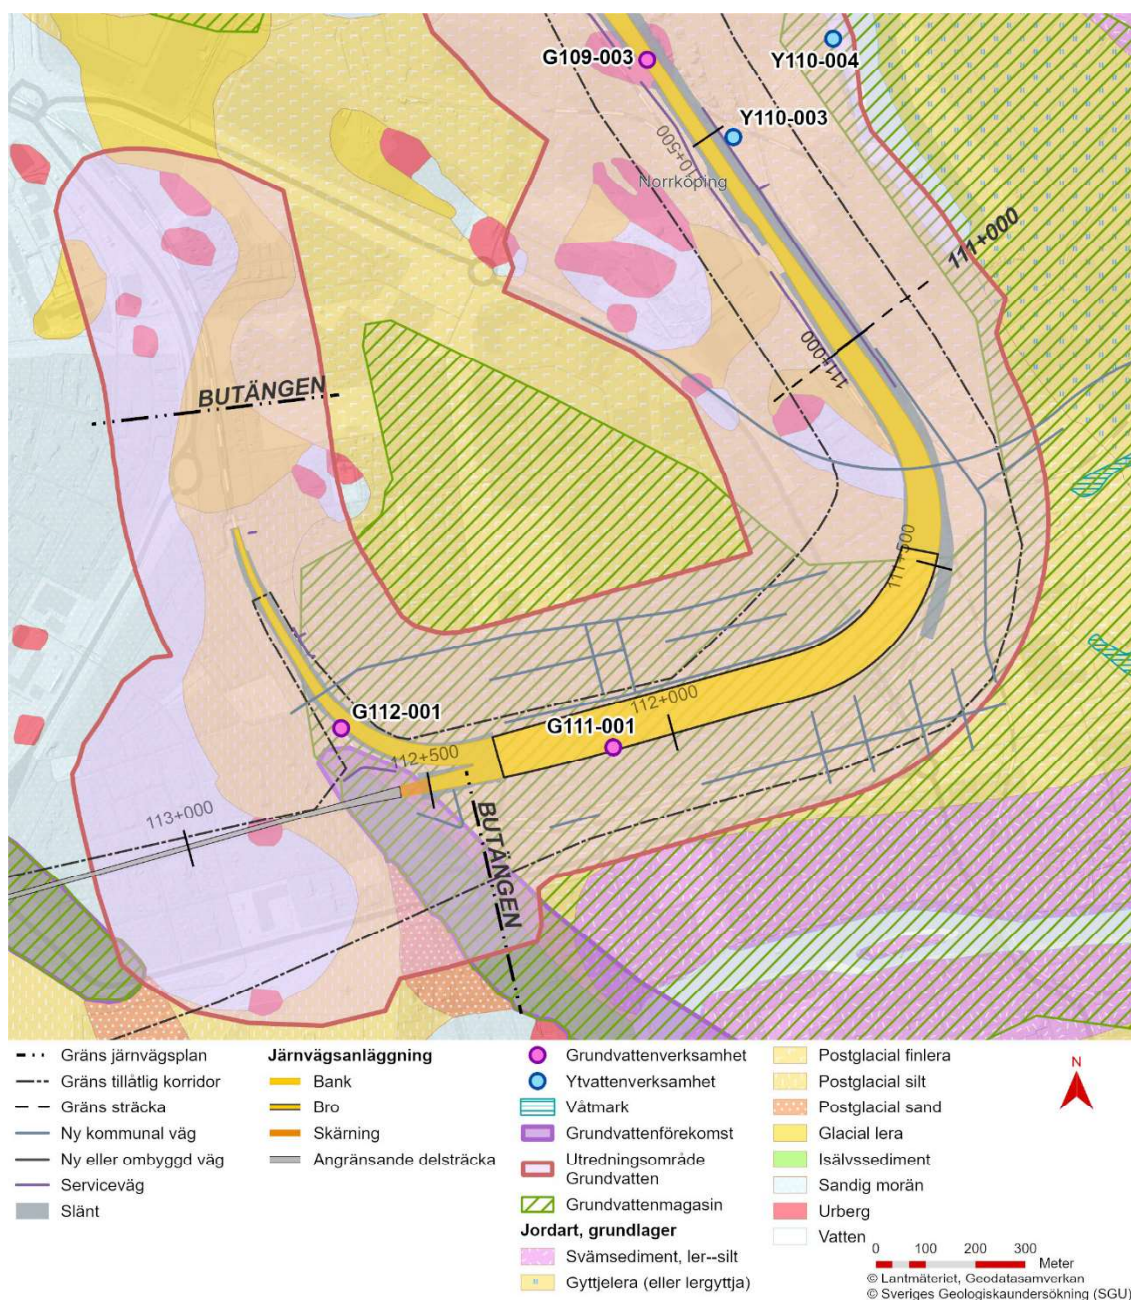 G109-003
Y110-004
Y110-003
10+500
Norrköping
111+000
111+000
BUTÄNGEN
111+500
112+000
G112-001
G111-001
112+500
113+000
BUTÄNGEN
Gräns järnvägsplan
Gräns tillåtlig korridor
Gräns sträcka
Ny kommunal väg
Ny eller ombyggd väg
Serviceväg
Slänt
Järnvägsanläggning
Bank
Bro
Skärning
Angränsande delsträcka
Grundvattenverksamhet
Ytvattenverksamhet
Våtmark
Grundvattenförekomst
Utredningsområde
Grundvatten
Grundvattenmagasin
Jordart, grundlager
Svämsediment, ler--silt
Gyttjelera (eller lergyttja)
Postglacial finlera
Postglacial silt
Postglacial sand
Glacial lera
Isälvssediment
Sandig morän
Urberg
Vatten
N
0 100 200 300
Meter
© Lantmäteriet, Geodatasamverkan
© Sveriges Geologiskaundersökning (SGU)